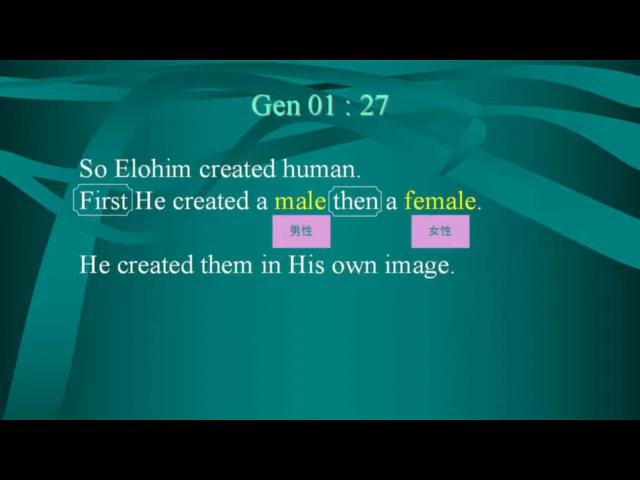 Gen 01 : 27
So Elohim created human.
First He created a male then a female.
男性 女性
He created them in His own image.